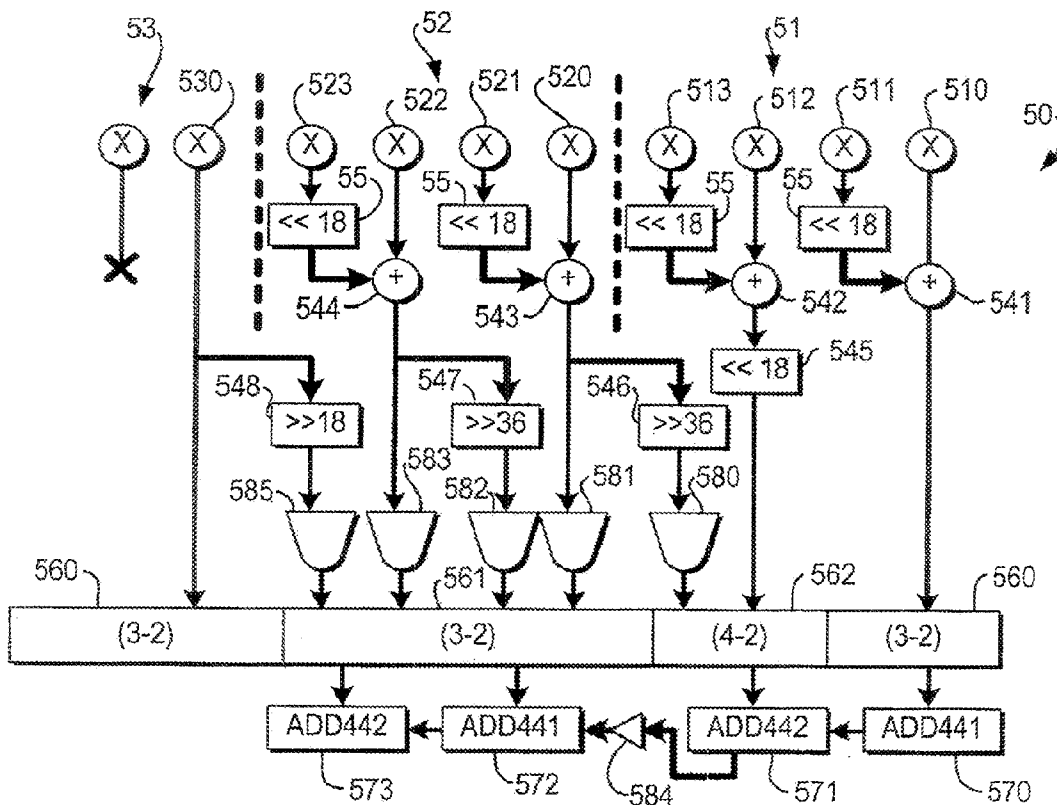 53 52 51
530 523 522 521 520 513 512 511 510 50
X X X X X X X X X X
55 55 55 55
<< 18 << 18 << 18 << 18
+ + + +
544 543 542 541
548 547 546 << 18 545
>>18 >>36 >>36
585 583 582 581 580
560 561 562 560
(3-2) (3-2) (4-2) (3-2)
ADD442 ADD441 ADD442 ADD441
573 572 584 571 570